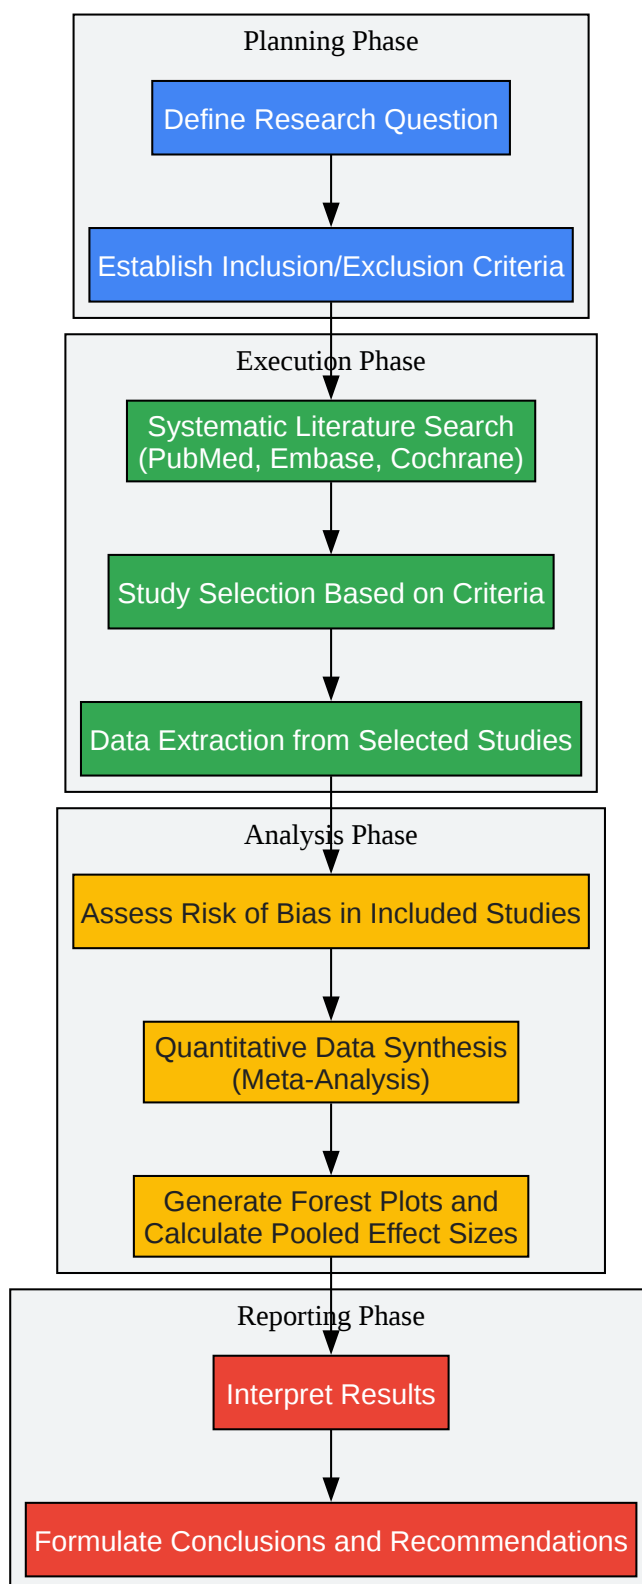 Planning Phase
Define Research Question
Establish Inclusion/Exclusion Criteria
Execution Phase
Systematic Literature Search
(PubMed, Embase, Cochrane)
Study Selection Based on Criteria
Data Extraction from Selected Studies
Analysis Phase
Assess Risk of Bias in Included Studies
Quantitative Data Synthesis
(Meta-Analysis)
Generate Forest Plots and
Calculate Pooled Effect Sizes
Reporting Phase
Interpret Results
Formulate Conclusions and Recommendations